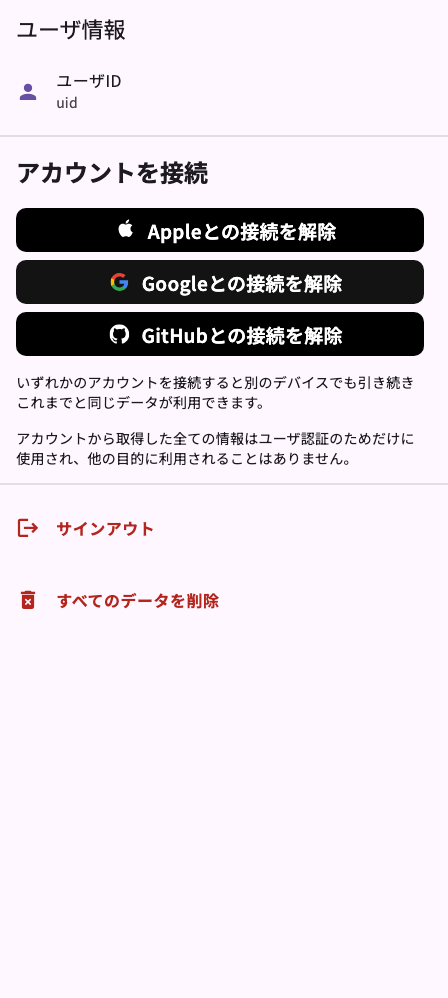 ユーザ情報
ユーザID
uid
アカウントを接続
Appleとの接続を解除
Googleとの接続を解除
GitHubとの接続を解除
いずれかのアカウントを接続すると別のデバイスでも引き続き
これまでと同じデータが利用できます。
アカウントから取得した全ての情報はユーザ認証のためだけに
使用され、他の目的に利用されることはありません。
サインアウト
すべてのデータを削除